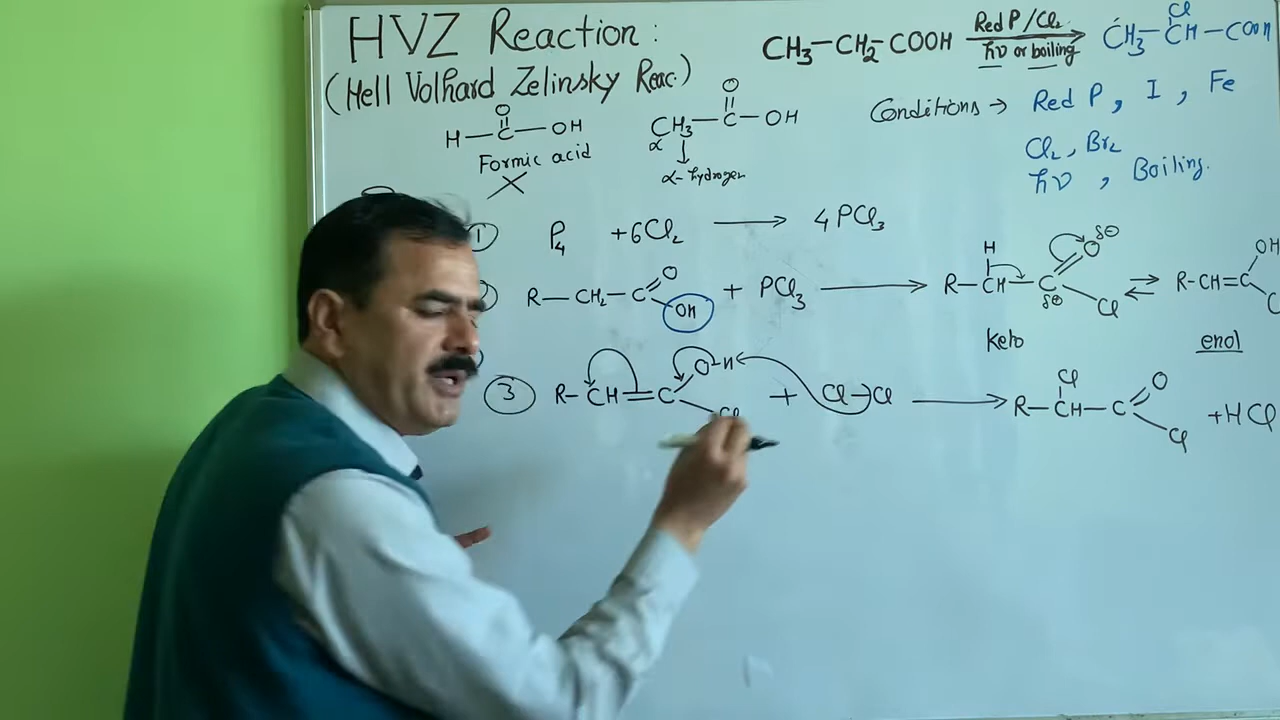 HVZ Reaction:
(Hell Volhard Zelinsky Reac.)
CH3-CH2-COOH Red P/Cl2 hν or boiling → CH3-CH-COOH
Cl
H-C-OH
O
Formic acid
×
CH3-C-OH
O
α
↓
α-hydrogen
Conditions → Red P, I, Fe
Cl2, Br2
hν, Boiling.
① P4 + 6Cl2 → 4PCl3
R-CH2-C=O + PCl3 → R-CH-C=O ⇌ R-CH=C
OH
H
δ⊖
δ⊕
Cl
OH
C
keto enol
③ R-CH=C O-H + Cl-Cl → R-CH-C=O + HCl
Cl
Cl
Cl